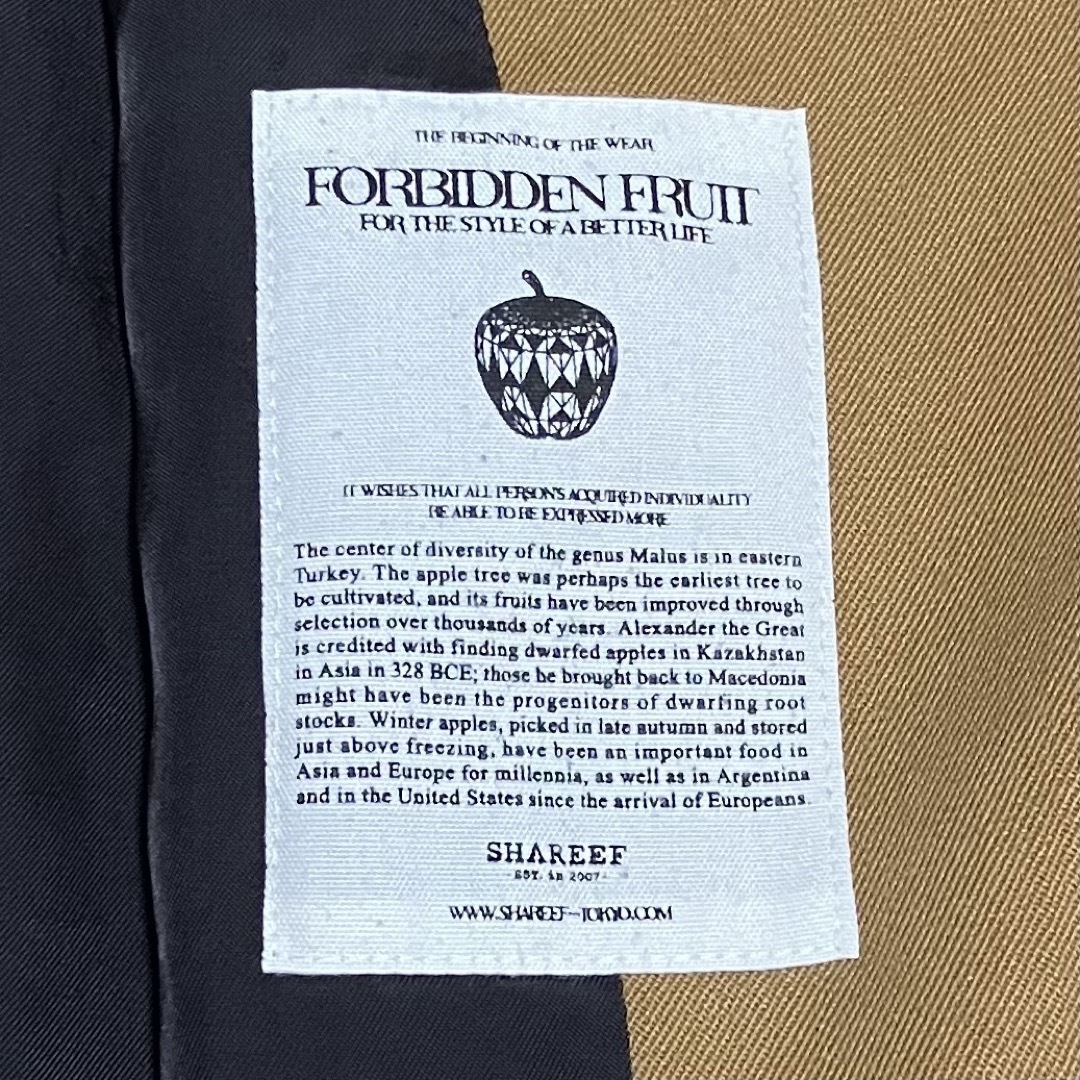 THE BEGINNING OF THE WEAR
FORBIDDEN FRUIT
FOR THE STYLE OF A BETTER LIFE
IT WISHES THAT ALL PERSON'S ACQUIRED INDIVIDUALITY
BE ABLE TO BE EXPRESSED MORE
The center of diversity of the genus Malus is in eastern
Turkey. The apple tree was perhaps the earliest tree to
be cultivated, and its fruits have been improved through
selection over thousands of years. Alexander the Great
is credited with finding dwarfed apples in Kazakhstan
in Asia in 328 BCE; those he brought back to Macedonia
might have been the progenitors of dwarfing root
stocks. Winter apples, picked in late autumn and stored
just above freezing, have been an important food in
Asia and Europe for millennia, as well as in Argentina
and in the United States since the arrival of Europeans.
SHAREEF
-EST. in 2007-
WWW.SHAREEF-TOKYO.COM